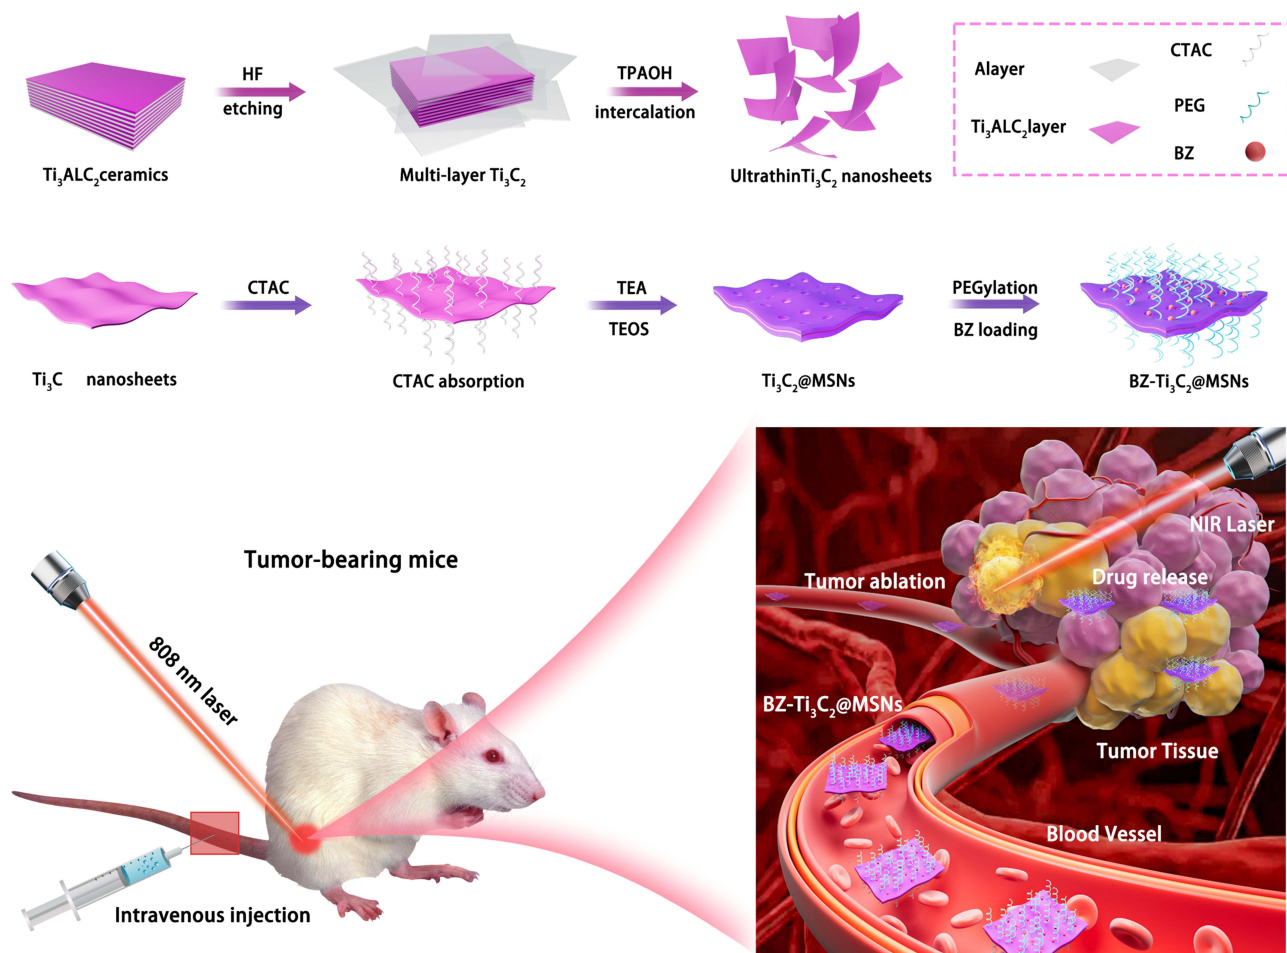 HF
etching
TPAOH
intercalation
Ti₃ALC₂ceramics
Multi-layer Ti₃C₂
UltrathinTi₃C₂ nanosheets
Alayer
CTAC
Ti₃ALC₂layer
PEG
BZ
CTAC
TEA
TEOS
PEGylation
BZ loading
Ti₃C nanosheets
CTAC absorption
Ti₃C₂@MSNs
BZ-Ti₃C₂@MSNs
Tumor-bearing mice
808 nm laser
Intravenous injection
NIR Laser
Tumor ablation
Drug release
BZ-Ti₃C₂@MSNs
Tumor Tissue
Blood Vessel